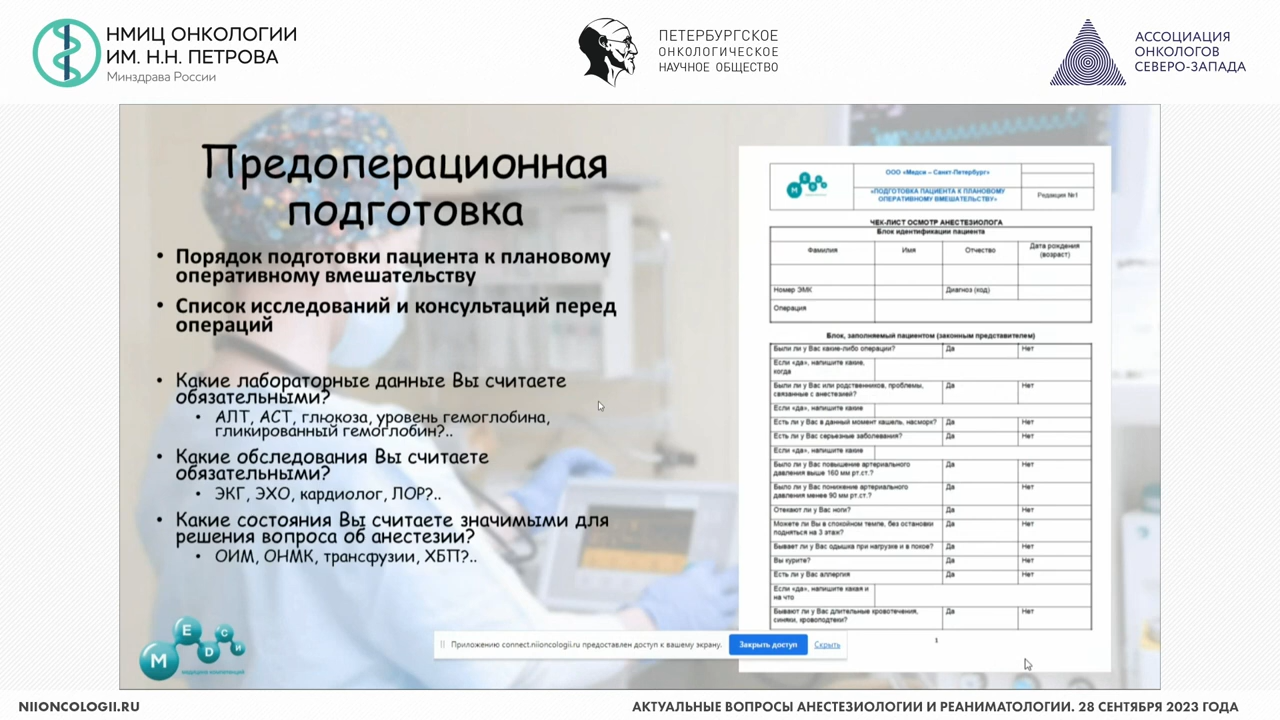 НМИЦ ОНКОЛОГИИ
ИМ. Н.Н. ПЕТРОВА
Минздрава России
ПЕТЕРБУРГСКОЕ
ОНКОЛОГИЧЕСКОЕ
НАУЧНОЕ ОБЩЕСТВО
АССОЦИАЦИЯ
ОНКОЛОГОВ
СЕВЕРО-ЗАПАДА
Предоперационная
подготовка
• Порядок подготовки пациента к плановому
оперативному вмешательству
• Список исследований и консультаций перед
операций
• Какие лабораторные данные Вы считаете
обязательными?
• АЛТ, АСТ, глюкоза, уровень гемоглобина,
гликированный гемоглобин?..
• Какие обследования Вы считаете
обязательными?
• ЭКГ, ЭХО, кардиолог, ЛОР?..
• Какие состояния Вы считаете значимыми для
решения вопроса об анестезии?
• ОИМ, ОНМК, трансфузии, ХБП?..
М Е D С И
медицина компетенций
М Е D С И
ООО «Медси – Санкт-Петербург»
«ПОДГОТОВКА ПАЦИЕНТА К ПЛАНОВОМУ
ОПЕРАТИВНОМУ ВМЕШАТЕЛЬСТВУ»
Редакция №1
ЧЕК-ЛИСТ ОСМОТР АНЕСТЕЗИОЛОГА
Блок идентификации пациента
Фамилия Имя Отчество Дата рождения
(возраст)
Номер ЭМК Диагноз (код)
Операция
Блок, заполняемый пациентом (законным представителем)
Были ли у Вас какие-либо операции? Да Нет
Если «да», напишите какие,
когда
Были ли у Вас или родственников, проблемы,
связанные с анестезией? Да Нет
Если «да», напишите какие
Есть ли у Вас в данный момент кашель, насморк? Да Нет
Есть ли у Вас серьезные заболевания? Да Нет
Если «да», напишите какие
Было ли у Вас повышение артериального
давления выше 160 мм рт.ст.? Да Нет
Было ли у Вас понижение артериального
давления менее 90 мм рт.ст.? Да Нет
Отекают ли у Вас ноги? Да Нет
Можете ли Вы в спокойном темпе, без остановки
подняться на 3 этаж? Да Нет
Бывает ли у Вас одышка при нагрузке и в покое? Да Нет
Вы курите? Да Нет
Есть ли у Вас аллергия Да Нет
Если «да», напишите какая и
на что
Бывают ли у Вас длительные кровотечения,
синяки, кровоподтеки? Да Нет
1
Приложению connect.niioncologii.ru предоставлен доступ к вашему экрану.
Закрыть доступ
Скрыть
NIIONCOLOGII.RU
АКТУАЛЬНЫЕ ВОПРОСЫ АНЕСТЕЗИОЛОГИИ И РЕАНИМАТОЛОГИИ. 28 СЕНТЯБРЯ 2023 ГОДА